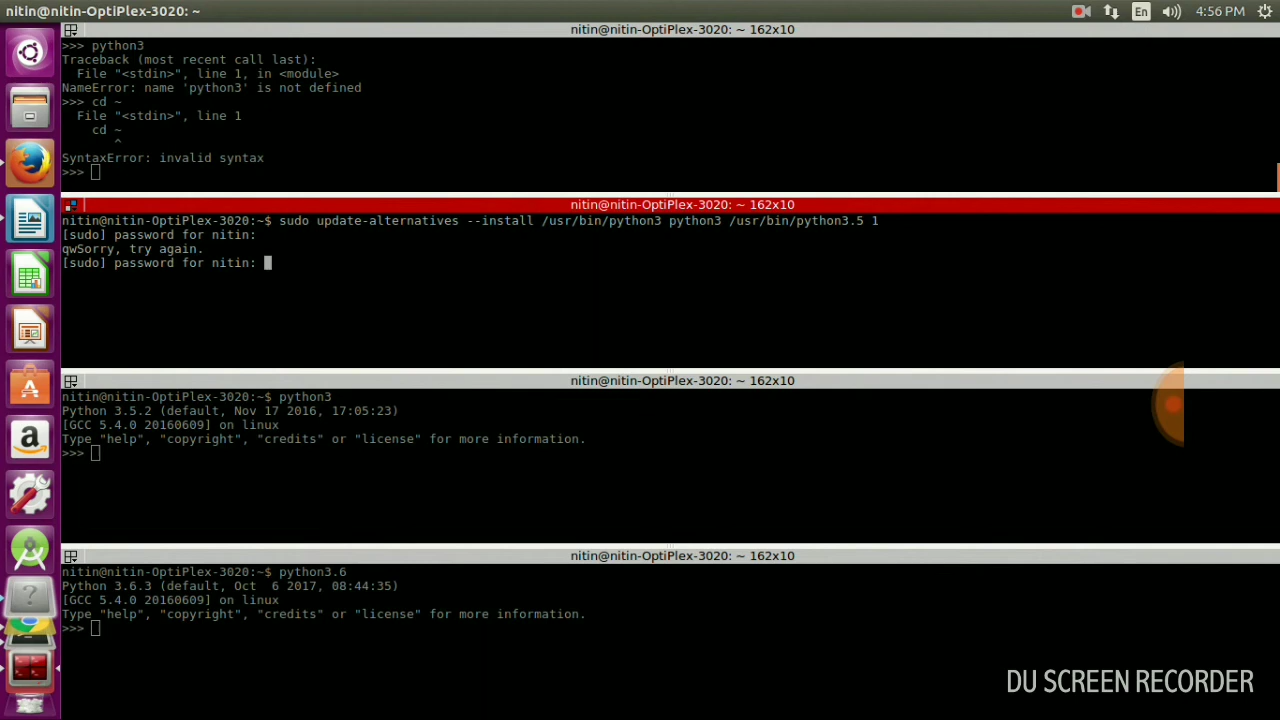 nitin@nitin-OptiPlex-3020: ~
En
4:56 PM
nitin@nitin-OptiPlex-3020: ~ 162x10
>>> python3
Traceback (most recent call last):
  File "<stdin>", line 1, in <module>
NameError: name 'python3' is not defined
>>> cd ~
  File "<stdin>", line 1
    cd ~
       ^
SyntaxError: invalid syntax
>>>
nitin@nitin-OptiPlex-3020: ~ 162x10
nitin@nitin-OptiPlex-3020:~$ sudo update-alternatives --install /usr/bin/python3 python3 /usr/bin/python3.5 1
[sudo] password for nitin:
qwSorry, try again.
[sudo] password for nitin:
nitin@nitin-OptiPlex-3020: ~ 162x10
nitin@nitin-OptiPlex-3020:~$ python3
Python 3.5.2 (default, Nov 17 2016, 17:05:23)
[GCC 5.4.0 20160609] on linux
Type "help", "copyright", "credits" or "license" for more information.
>>>
nitin@nitin-OptiPlex-3020: ~ 162x10
nitin@nitin-OptiPlex-3020:~$ python3.6
Python 3.6.3 (default, Oct  6 2017, 08:44:35)
[GCC 5.4.0 20160609] on linux
Type "help", "copyright", "credits" or "license" for more information.
>>>
DU SCREEN RECORDER